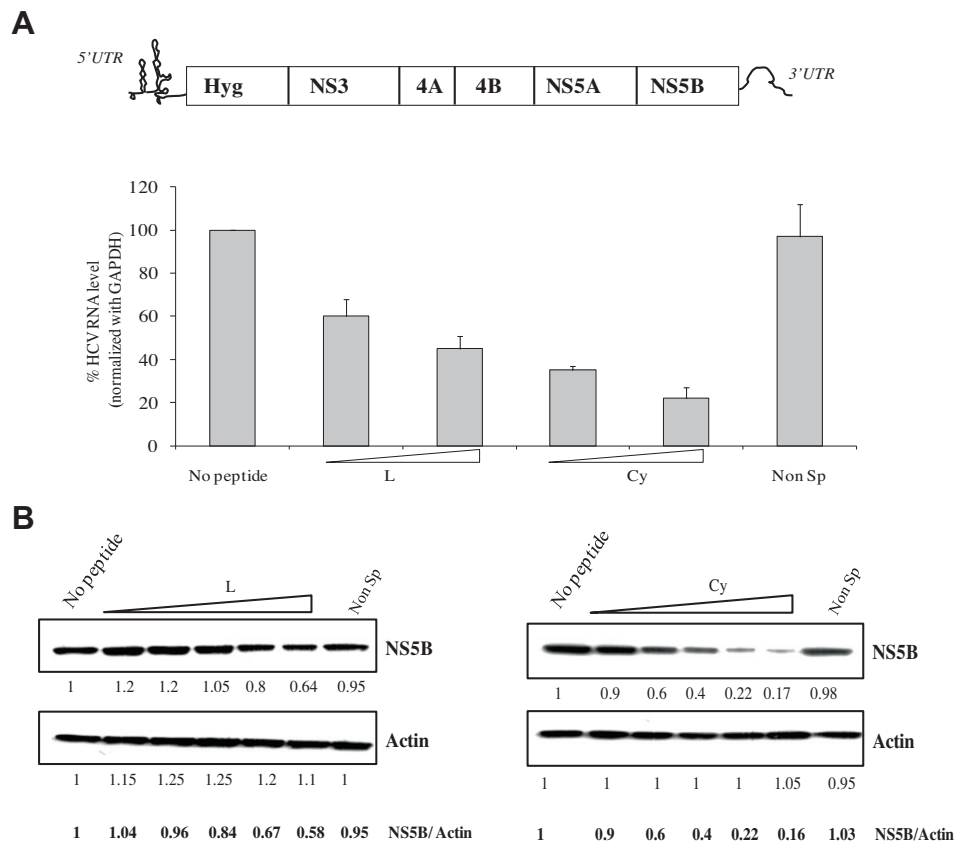 A
5'UTR
3'UTR
Hyg NS3 4A 4B NS5A NS5B
% HCV RNA level
(normalized with GAPDH)
120
100
80
60
40
20
0
No peptide L Cy Non Sp
B
No peptide L Non Sp
NS5B
1 1.2 1.2 1.05 0.8 0.64 0.95
Actin
1 1.15 1.25 1.25 1.2 1.1 1
1 1.04 0.96 0.84 0.67 0.58 0.95 NS5B/Actin
No peptide Cy Non Sp
NS5B
1 0.9 0.6 0.4 0.22 0.17 0.98
Actin
1 1 1 1 1 1.05 0.95
1 0.9 0.6 0.4 0.22 0.16 1.03 NS5B/Actin